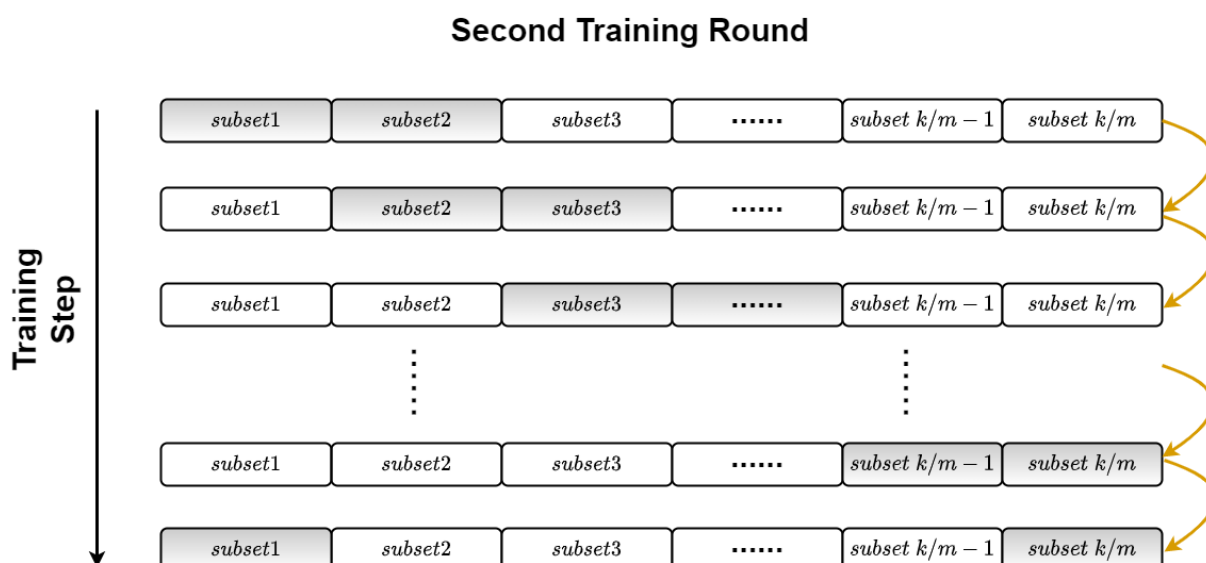 Second Training Round
subset1 subset2 subset3 ...... subset k/m − 1 subset k/m
subset1 subset2 subset3 ...... subset k/m − 1 subset k/m
Training
Step
subset1 subset2 subset3 ...... subset k/m − 1 subset k/m
subset1 subset2 subset3 ...... subset k/m − 1 subset k/m
subset1 subset2 subset3 ...... subset k/m − 1 subset k/m